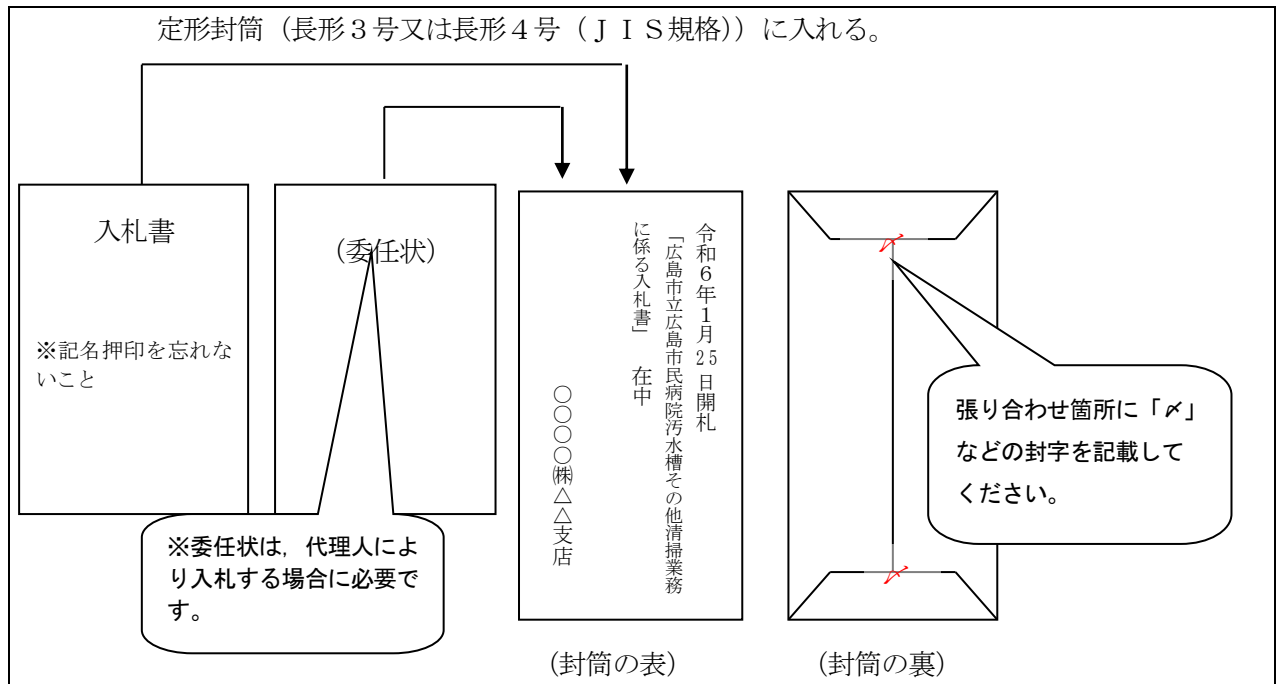 定形封筒（長形３号又は長形４号（ＪＩＳ規格））に入れる。
入札書
※記名押印を忘れな
いこと
（委任状）
※委任状は，代理人によ
り入札する場合に必要で
す。
令和６年１月25日開札
「広島市立広島市民病院汚水槽その他清掃業務
に係る入札書」　在中
〇〇〇〇㈱△△支店
（封筒の表）
〆
張り合わせ箇所に「〆」
などの封字を記載して
ください。
〆
（封筒の裏）